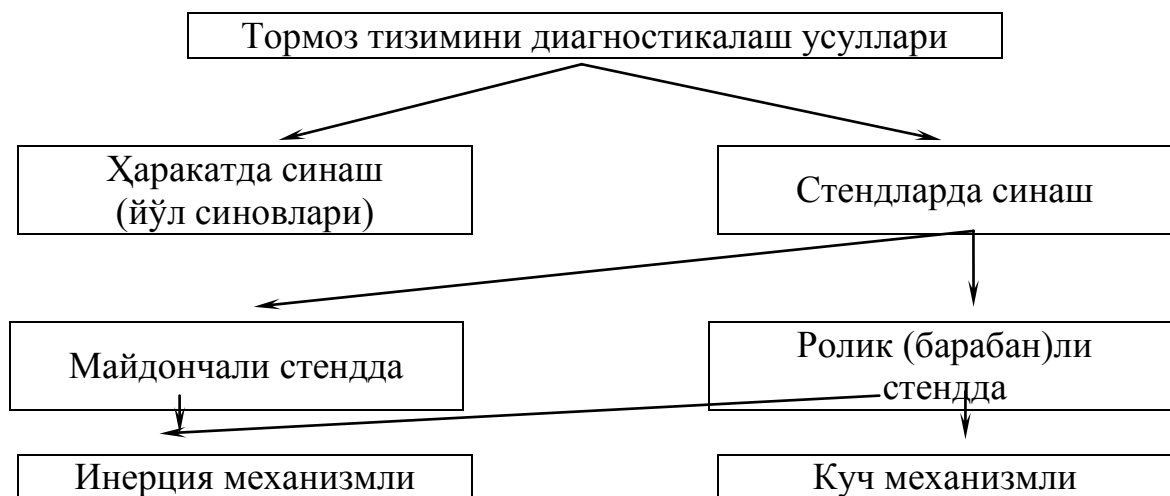 Тормоз тизимини диагностикалаш усуллари
Ҳаракатда синаш
(йўл синовлари)
Стендларда синаш
Майдончали стендда
Ролик (барабан)ли
стендда
Инерция механизмли
Куч механизмли